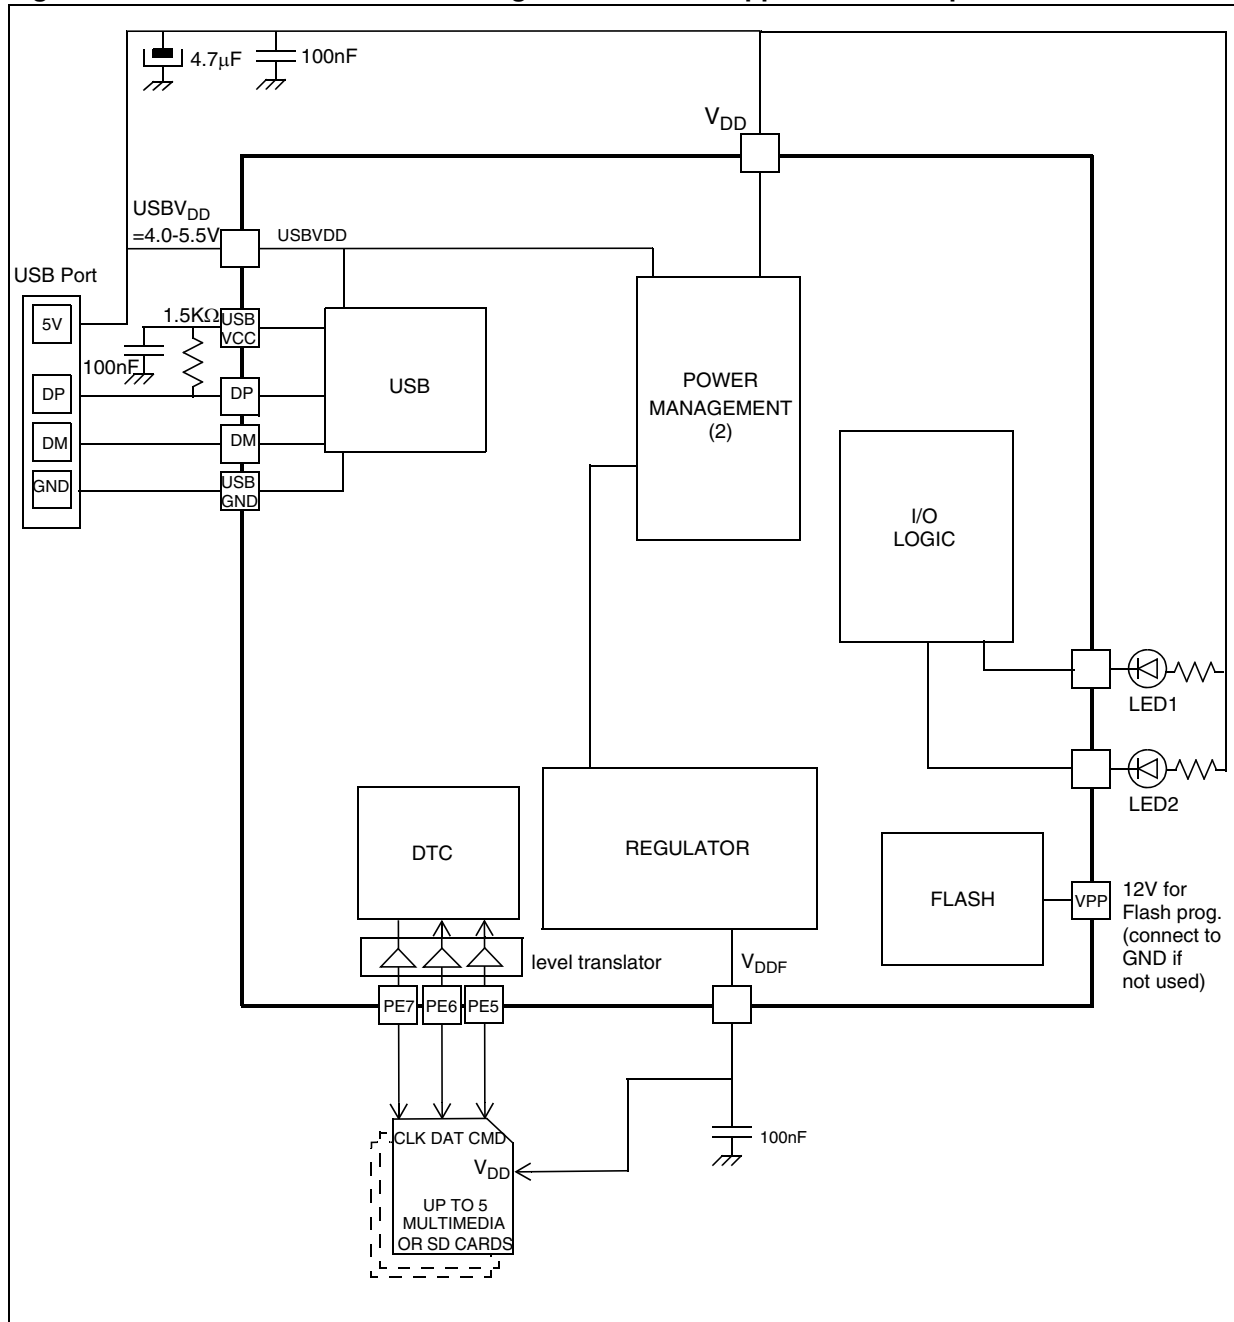 4.7µF
100nF
VDD
USBVDD
=4.0-5.5V
USBVDD
USB Port
5V
1.5KΩ
USB
VCC
100nF
DP
DP
USB
DM
DM
GND
USB
GND
POWER
MANAGEMENT
(2)
I/O
LOGIC
LED1
LED2
DTC
REGULATOR
FLASH
VPP
12V for
Flash prog.
(connect to
GND if
not used)
level translator
VDDF
PE7
PE6
PE5
CLK DAT CMD
VDD
100nF
UP TO 5
MULTIMEDIA
OR SD CARDS